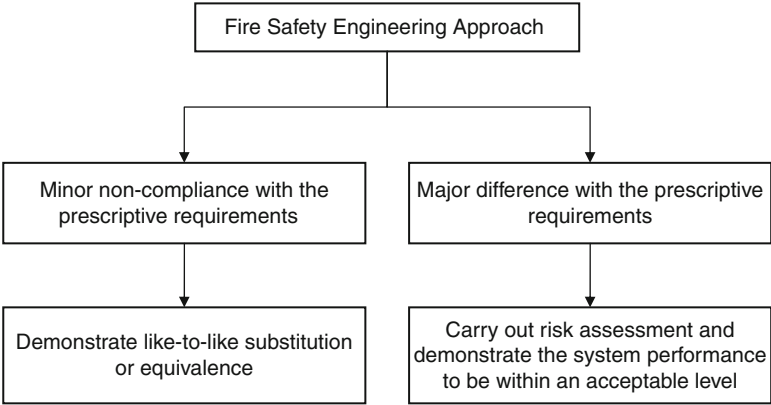 Fire Safety Engineering Approach
Minor non-compliance with the
prescriptive requirements
Major difference with the prescriptive
requirements
Demonstrate like-to-like substitution
or equivalence
Carry out risk assessment and
demonstrate the system performance
to be within an acceptable level